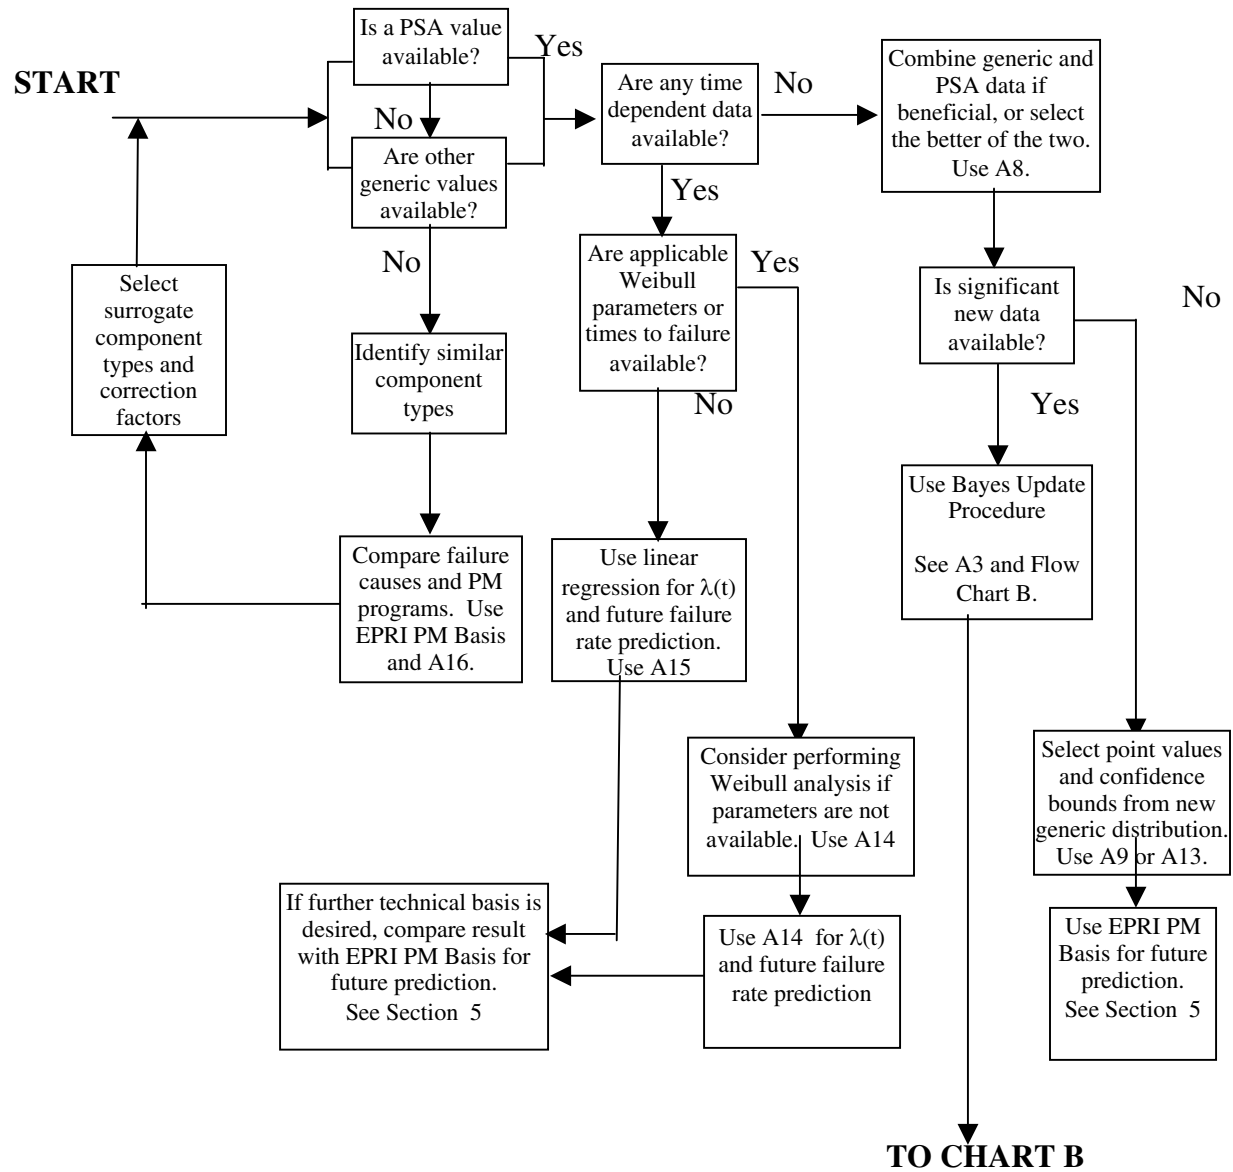 START
Is a PSA value
available?
Yes
No
Are other
generic values
available?
No
Identify similar
component
types
Compare failure
causes and PM
programs. Use
EPRI PM Basis
and A16.
Select
surrogate
component
types and
correction
factors
Are any time
dependent data
available?
No
Yes
Are applicable
Weibull
parameters or
times to failure
available?
Yes
No
Use linear
regression for λ(t)
and future failure
rate prediction.
Use A15
Consider performing
Weibull analysis if
parameters are not
available. Use A14
Use A14 for λ(t)
and future failure
rate prediction
If further technical basis is
desired, compare result
with EPRI PM Basis for
future prediction.
See Section 5
Combine generic and
PSA data if
beneficial, or select
the better of the two.
Use A8.
Is significant
new data
available?
No
Yes
Use Bayes Update
Procedure
See A3 and Flow
Chart B.
Select point values
and confidence
bounds from new
generic distribution.
Use A9 or A13.
Use EPRI PM
Basis for future
prediction.
See Section 5
TO CHART B